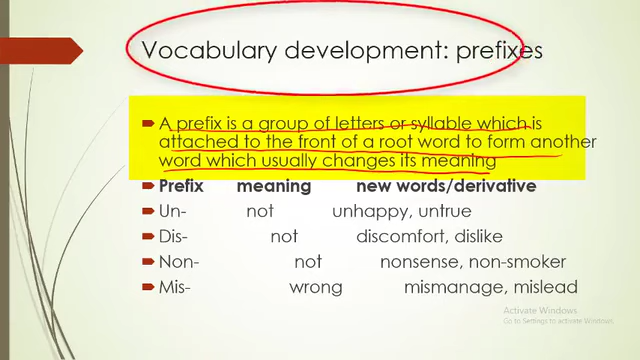 Vocabulary development: prefixes
A prefix is a group of letters or syllable which is
attached to the front of a root word to form another
word which usually changes its meaning
Prefix meaning new words/derivative
Un- not unhappy, untrue
Dis- not discomfort, dislike
Non- not nonsense, non-smoker
Mis- wrong mismanage, mislead
Activate Windows
Go to Settings to activate Windows.